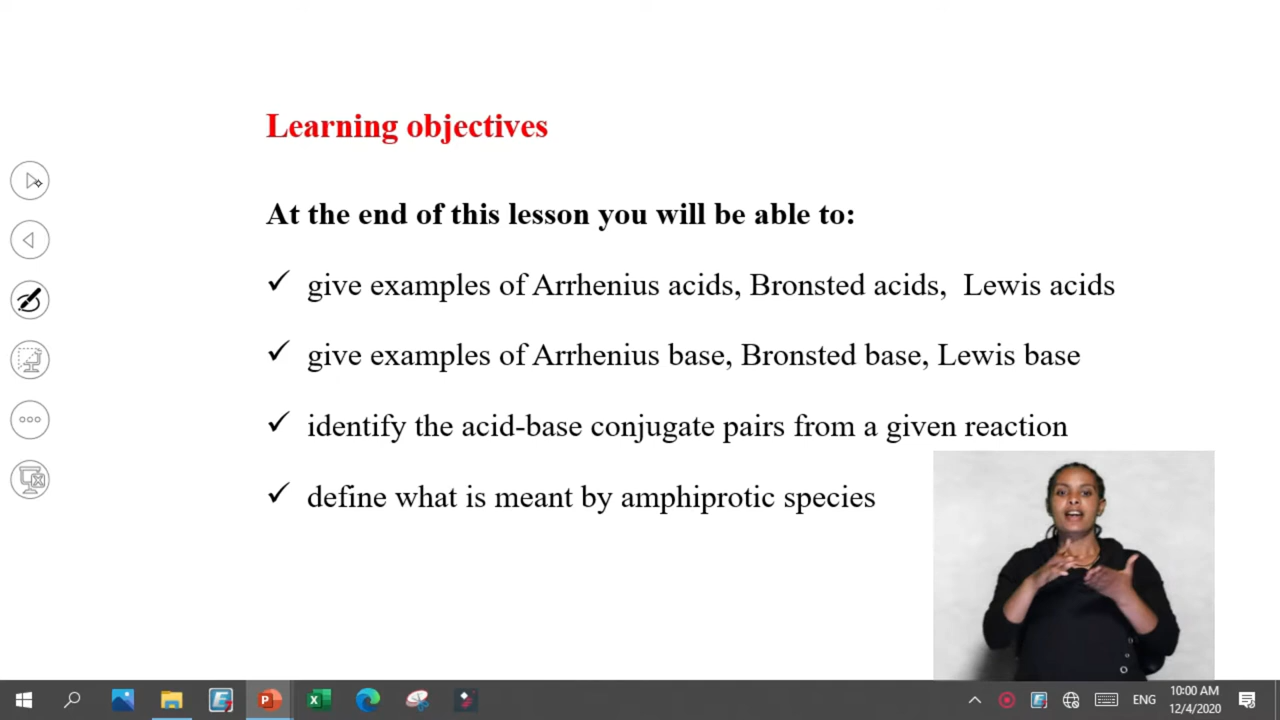 Learning objectives
At the end of this lesson you will be able to:
✓ give examples of Arrhenius acids, Bronsted acids, Lewis acids
✓ give examples of Arrhenius base, Bronsted base, Lewis base
✓ identify the acid-base conjugate pairs from a given reaction
✓ define what is meant by amphiprotic species
ENG
10:00 AM
12/4/2020